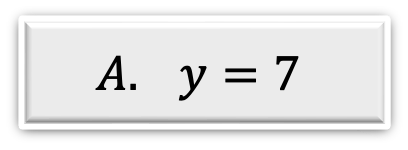 A. y = 7